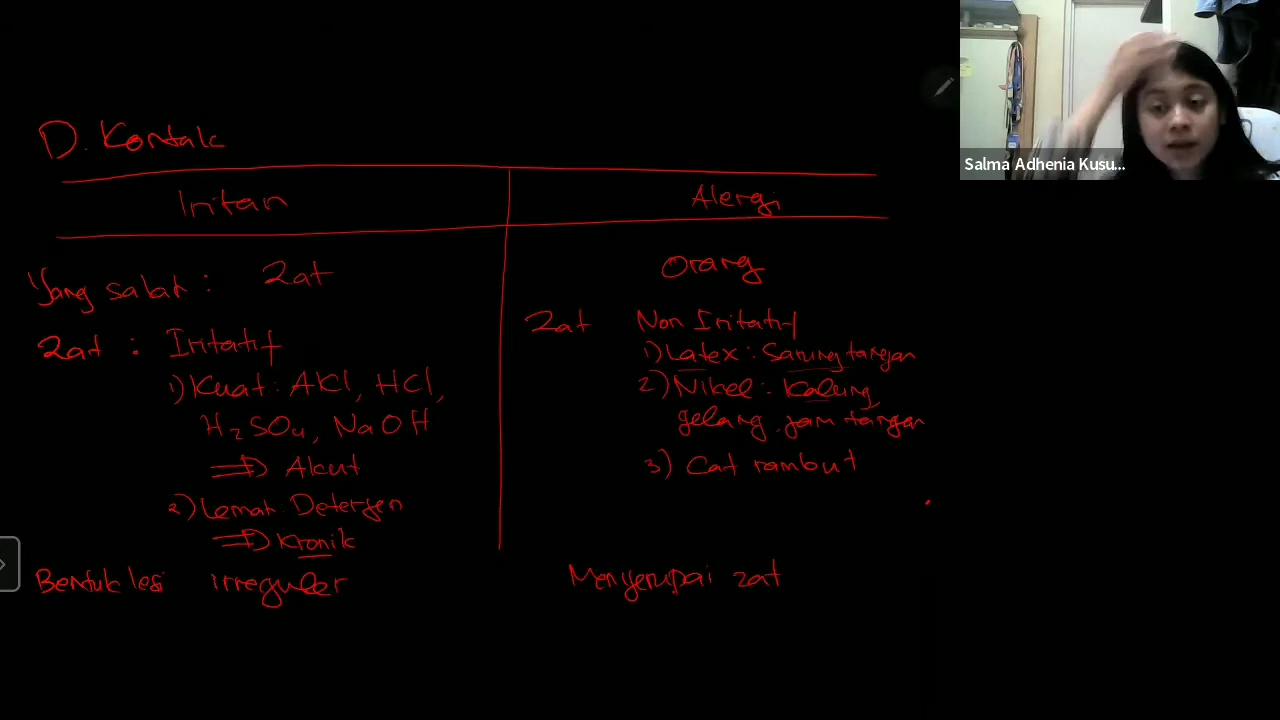 Salma Adhenia Kusu...
D. Kontak
Iritan Alergi
Yang salah : Zat Orang
Zat : Iritatif Zat Non Iritatif
1) Kuat : AKI, HCl, 1) Latex : Sarung tangan
H2SO4, NaOH 2) Nikel : Kalung
⇒ Akut gelang, jam tangan
2) Lemah : Detergen 3) Cat rambut
⇒ Kronik
Bentuk lesi irreguler Menyerupai zat